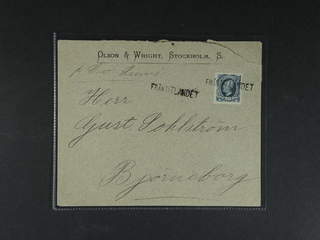 OLSON & WRIGHT, STOCKHOLM, S.
FRÅN UTLANDET
FRÅN UTLANDET
Herr
Gust. Pohlström
Björneborg